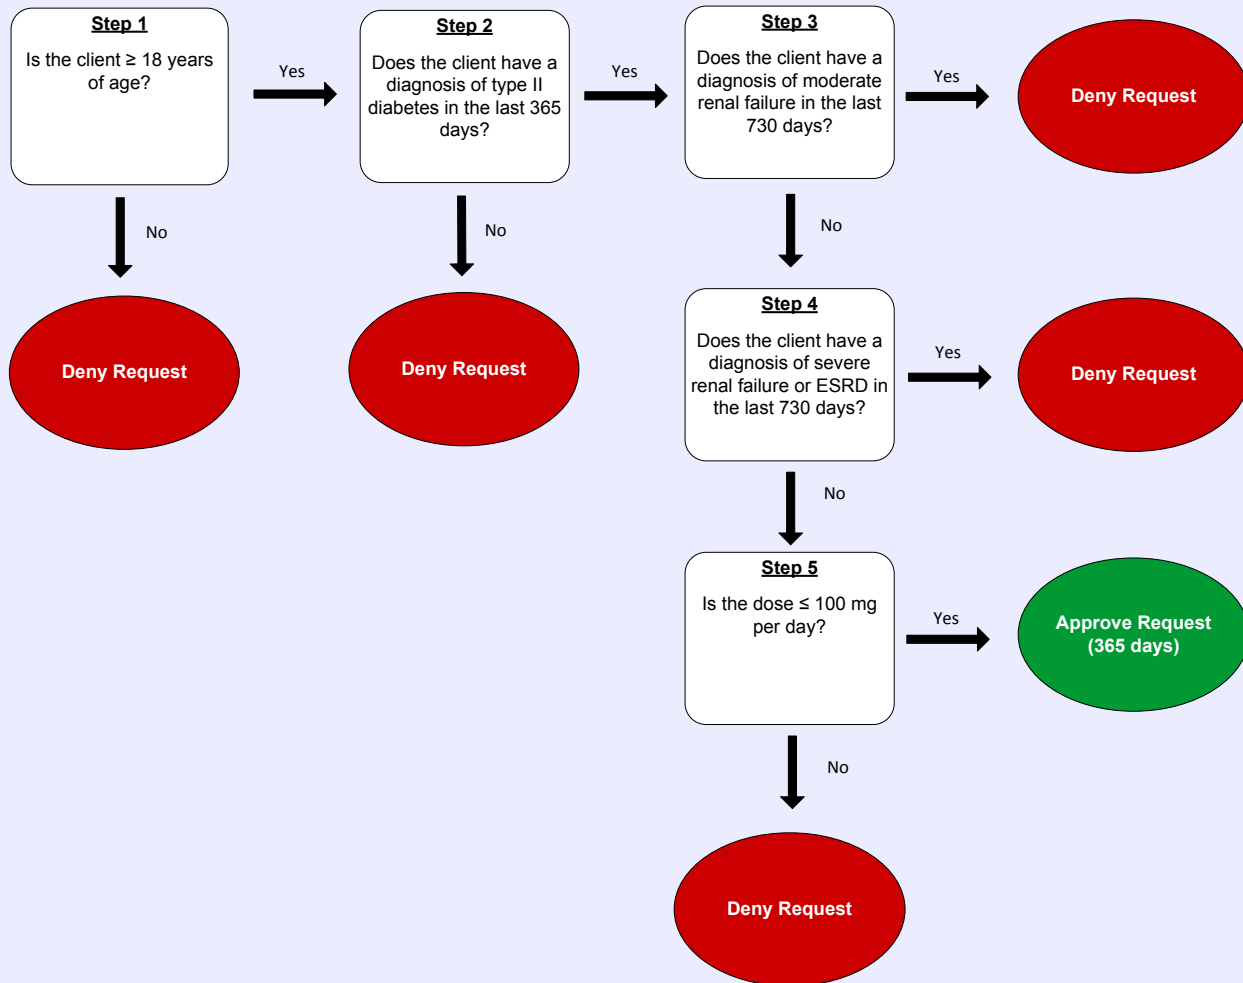 Step 1
Is the client ≥ 18 years
of age?
Yes
No
Deny Request
Step 2
Does the client have a
diagnosis of type II
diabetes in the last 365
days?
Yes
No
Deny Request
Step 3
Does the client have a
diagnosis of moderate
renal failure in the last
730 days?
Yes
Deny Request
No
Step 4
Does the client have a
diagnosis of severe
renal failure or ESRD in
the last 730 days?
Yes
Deny Request
No
Step 5
Is the dose ≤ 100 mg
per day?
Yes
Approve Request
(365 days)
No
Deny Request